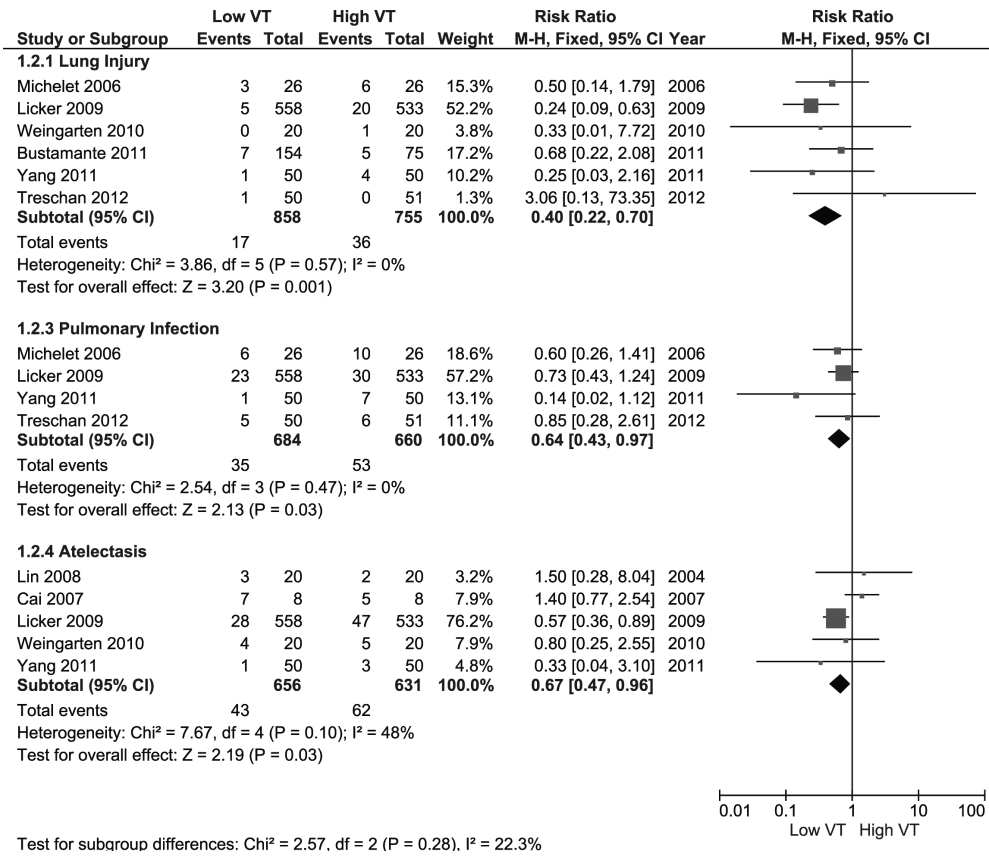 Low VT High VT Risk Ratio Risk Ratio
Study or Subgroup Events Total Events Total Weight M-H, Fixed, 95% CI Year M-H, Fixed, 95% CI
1.2.1 Lung Injury
Michelet 2006 3 26 6 26 15.3% 0.50 [0.14, 1.79] 2006
Licker 2009 5 558 20 533 52.2% 0.24 [0.09, 0.63] 2009
Weingarten 2010 0 20 1 20 3.8% 0.33 [0.01, 7.72] 2010
Bustamante 2011 7 154 5 75 17.2% 0.68 [0.22, 2.08] 2011
Yang 2011 1 50 4 50 10.2% 0.25 [0.03, 2.16] 2011
Treschan 2012 1 50 0 51 1.3% 3.06 [0.13, 73.35] 2012
Subtotal (95% CI) 858 755 100.0% 0.40 [0.22, 0.70]
Total events 17 36
Heterogeneity: Chi² = 3.86, df = 5 (P = 0.57); I² = 0%
Test for overall effect: Z = 3.20 (P = 0.001)
1.2.3 Pulmonary Infection
Michelet 2006 6 26 10 26 18.6% 0.60 [0.26, 1.41] 2006
Licker 2009 23 558 30 533 57.2% 0.73 [0.43, 1.24] 2009
Yang 2011 1 50 7 50 13.1% 0.14 [0.02, 1.12] 2011
Treschan 2012 5 50 6 51 11.1% 0.85 [0.28, 2.61] 2012
Subtotal (95% CI) 684 660 100.0% 0.64 [0.43, 0.97]
Total events 35 53
Heterogeneity: Chi² = 2.54, df = 3 (P = 0.47); I² = 0%
Test for overall effect: Z = 2.13 (P = 0.03)
1.2.4 Atelectasis
Lin 2008 3 20 2 20 3.2% 1.50 [0.28, 8.04] 2004
Cai 2007 7 8 5 8 7.9% 1.40 [0.77, 2.54] 2007
Licker 2009 28 558 47 533 76.2% 0.57 [0.36, 0.89] 2009
Weingarten 2010 4 20 5 20 7.9% 0.80 [0.25, 2.55] 2010
Yang 2011 1 50 3 50 4.8% 0.33 [0.04, 3.10] 2011
Subtotal (95% CI) 656 631 100.0% 0.67 [0.47, 0.96]
Total events 43 62
Heterogeneity: Chi² = 7.67, df = 4 (P = 0.10); I² = 48%
Test for overall effect: Z = 2.19 (P = 0.03)
0.01 0.1 1 10 100
Low VT High VT
Test for subgroup differences: Chi² = 2.57, df = 2 (P = 0.28), I² = 22.3%